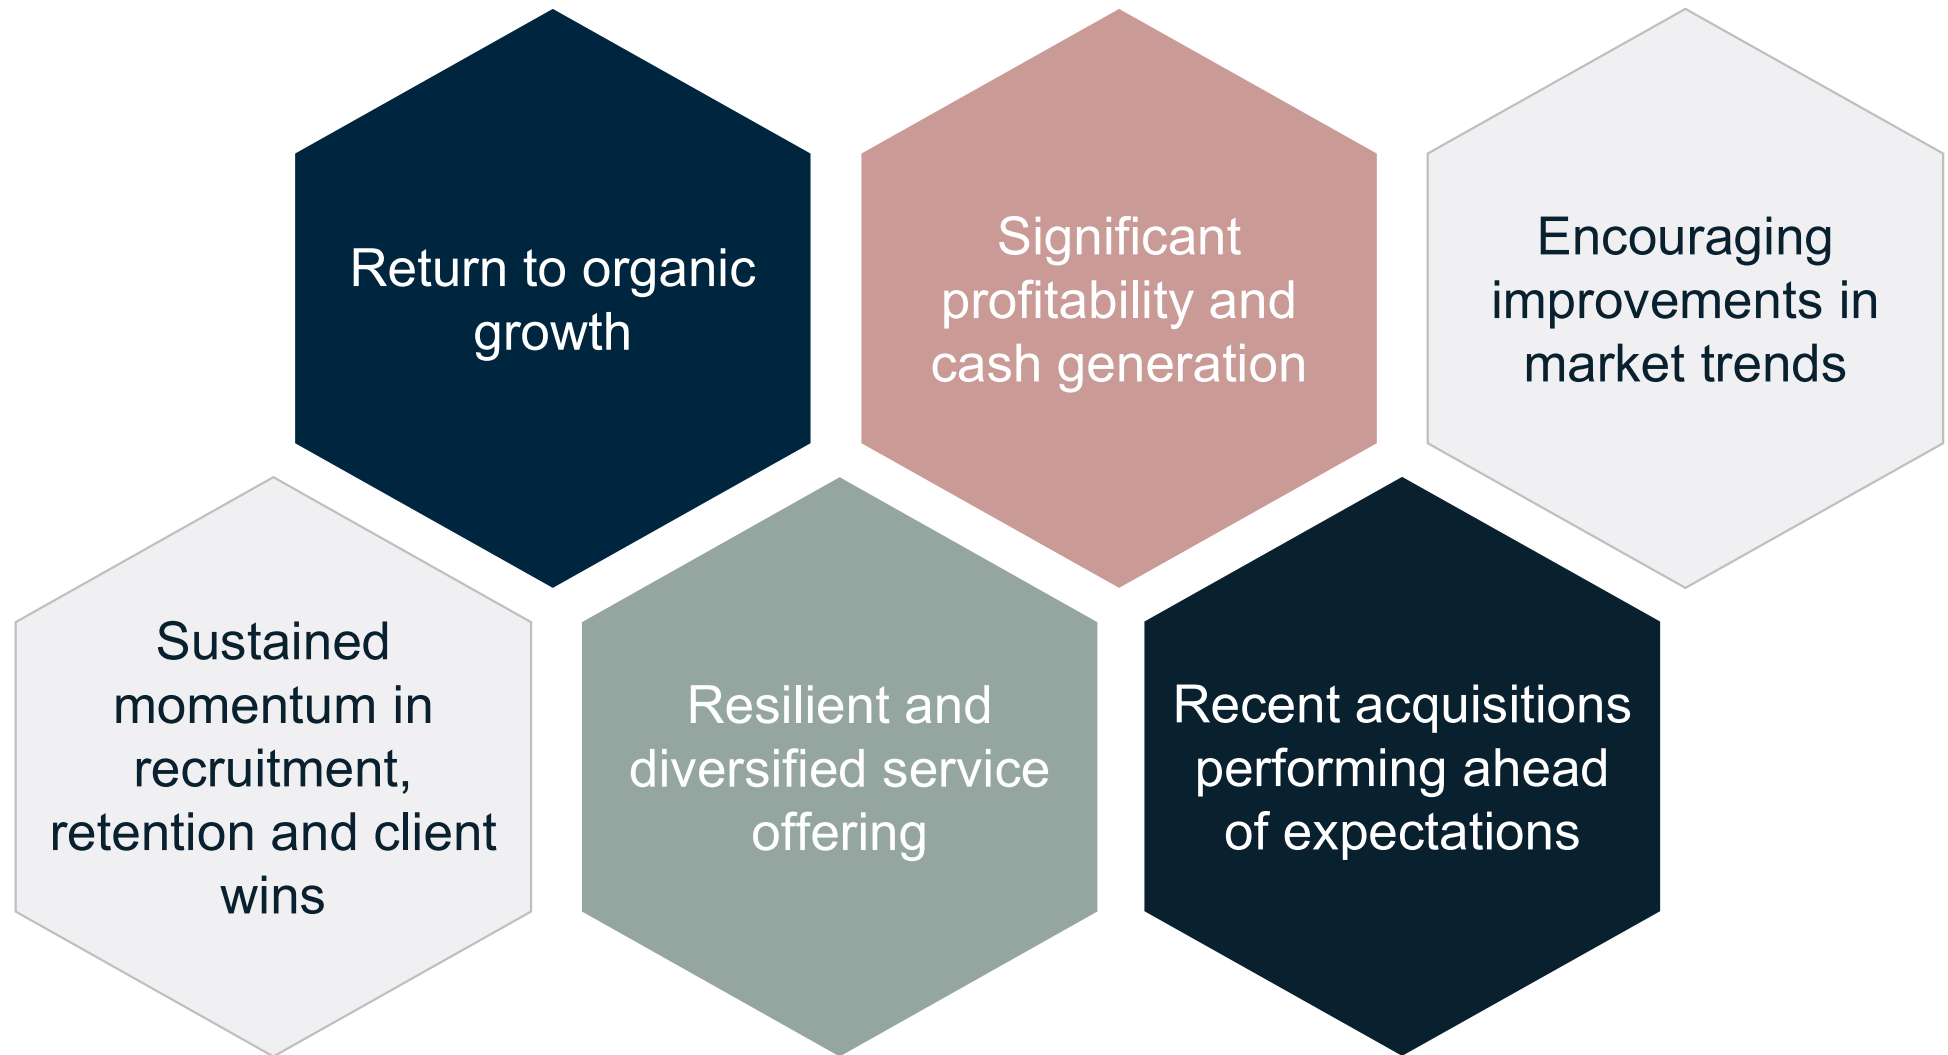 Return to organic
growth
Significant
profitability and
cash generation
Encouraging
improvements in
market trends
Sustained
momentum in
recruitment,
retention and client
wins
Resilient and
diversified service
offering
Recent acquisitions
performing ahead
of expectations